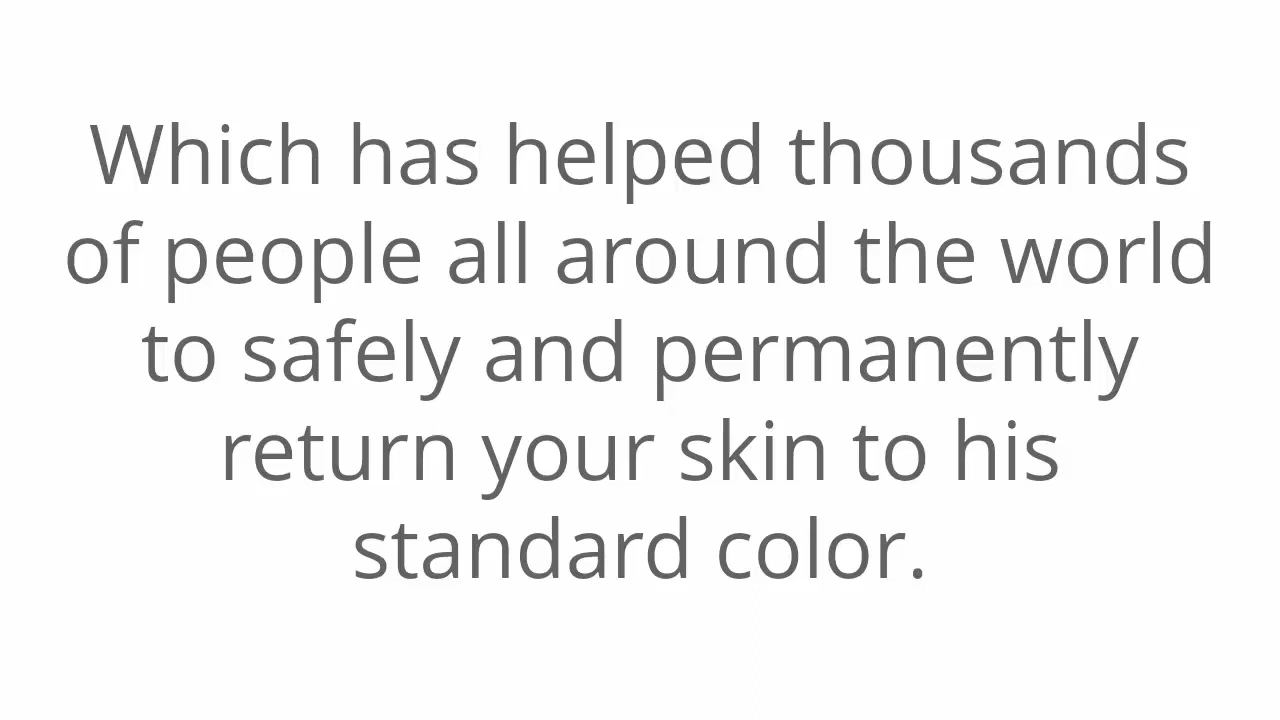 Which has helped thousands
of people all around the world
to safely and permanently
return your skin to his
standard color.